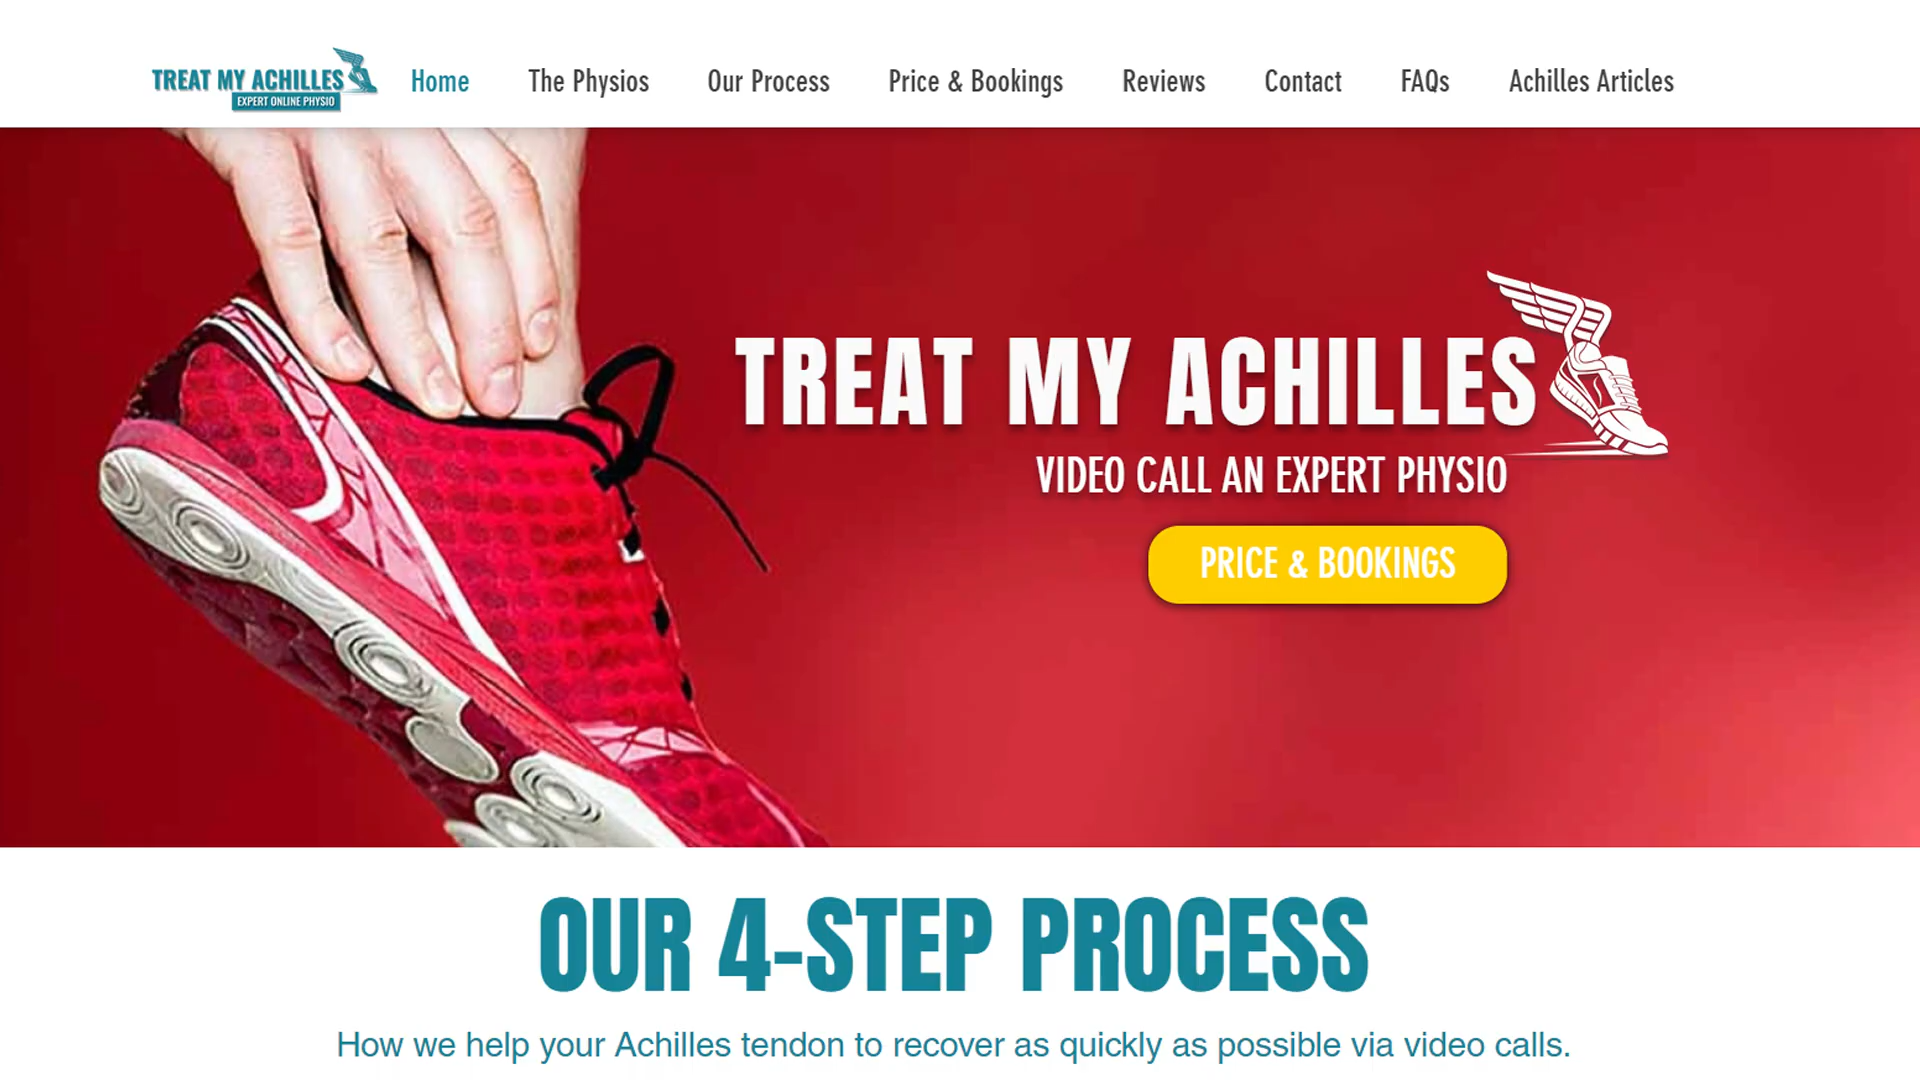 TREAT MY ACHILLES
EXPERT ONLINE PHYSIO
Home The Physios Our Process Price & Bookings Reviews Contact FAQs Achilles Articles
TREAT MY ACHILLES
VIDEO CALL AN EXPERT PHYSIO
PRICE & BOOKINGS
OUR 4-STEP PROCESS
How we help your Achilles tendon to recover as quickly as possible via video calls.